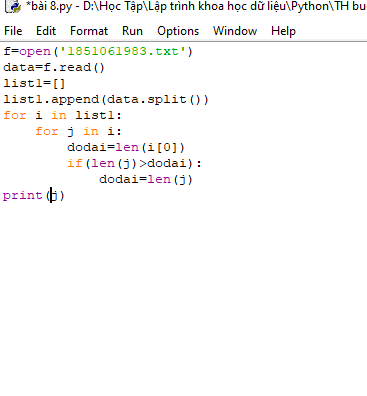 *bài 8.py - D:\Học Tập\Lập trình khoa học dữ liệu\Python\TH bu
File Edit Format Run Options Window Help
f=open('1851061983.txt')
data=f.read()
list1=[]
list1.append(data.split())
for i in list1:
    for j in i:
        dodai=len(i[0])
        if(len(j)>dodai):
            dodai=len(j)
print(j)